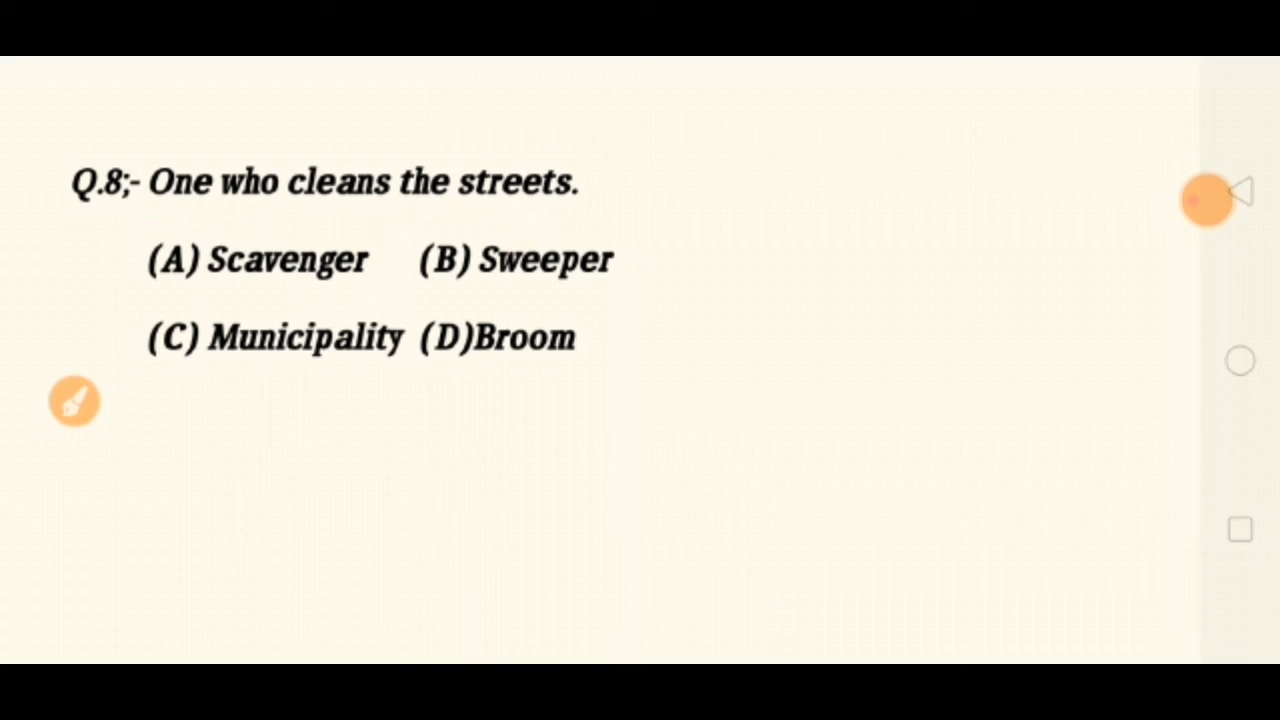 Q.8;- One who cleans the streets.
(A) Scavenger (B) Sweeper
(C) Municipality (D)Broom